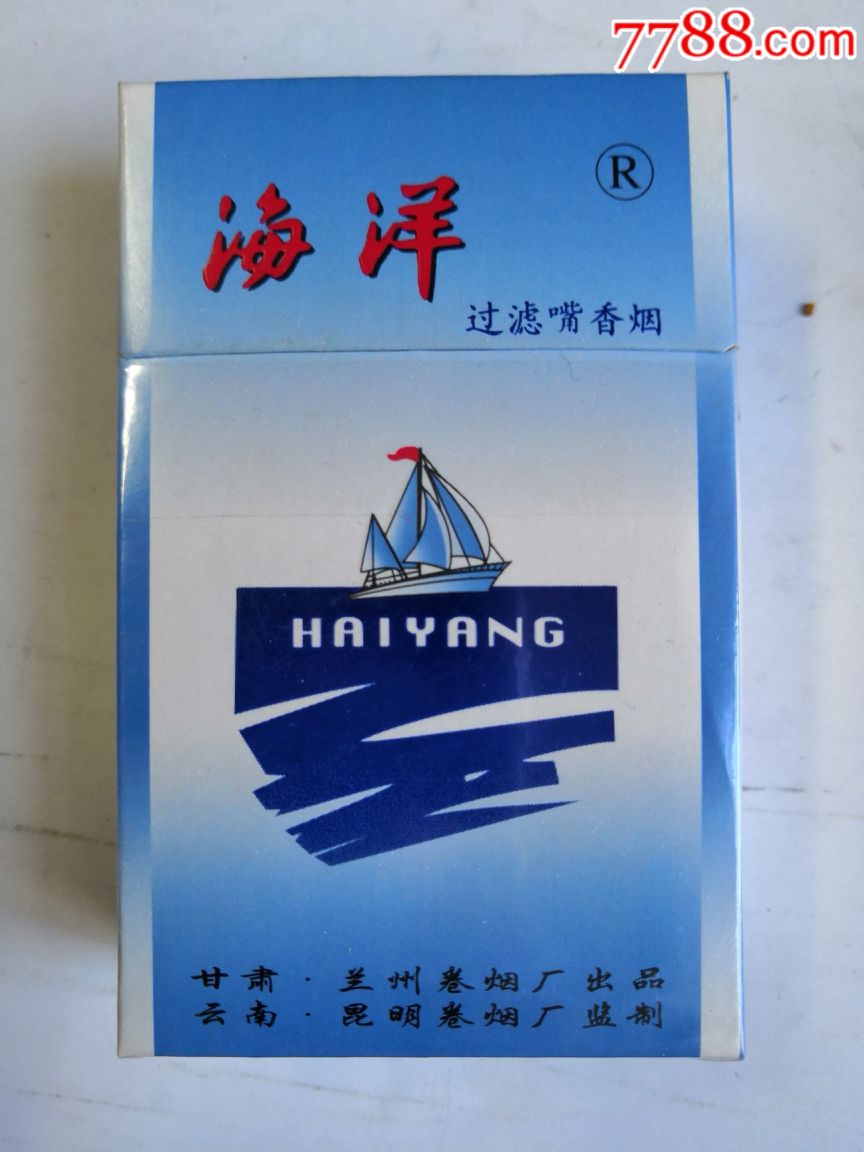 7788.com
®
海洋
过滤嘴香烟
HAIYANG
甘肃·兰州卷烟厂出品
云南·昆明卷烟厂监制